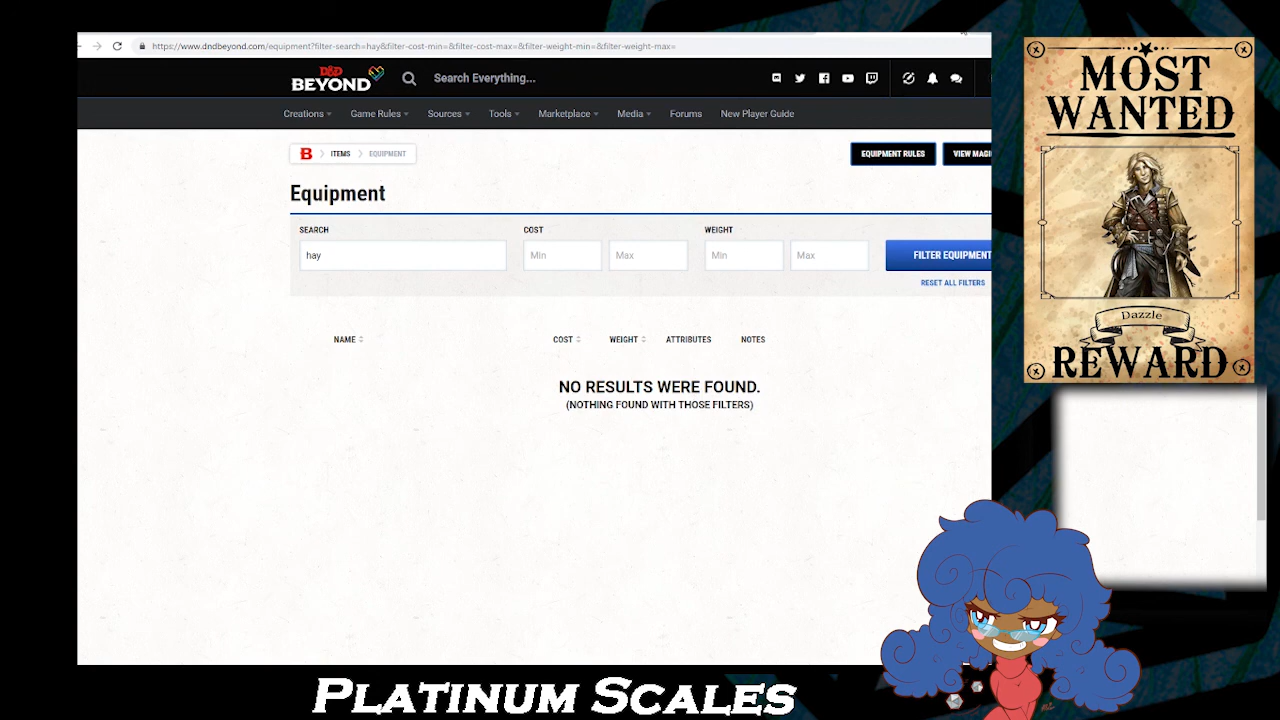 https://www.dndbeyond.com/equipment?filter-search=hay&filter-cost-min=&filter-cost-max=&filter-weight-min=&filter-weight-max=
D&D
BEYOND
Search Everything...
Creations
Game Rules
Sources
Tools
Marketplace
Media
Forums
New Player Guide
B
ITEMS
EQUIPMENT
EQUIPMENT RULES
VIEW MAGI
Equipment
SEARCH
COST
WEIGHT
hay
Min
Max
Min
Max
FILTER EQUIPMENT
RESET ALL FILTERS
NAME
COST
WEIGHT
ATTRIBUTES
NOTES
NO RESULTS WERE FOUND.
(NOTHING FOUND WITH THOSE FILTERS)
MOST
WANTED
Dazzle
REWARD
PLATINUM SCALES